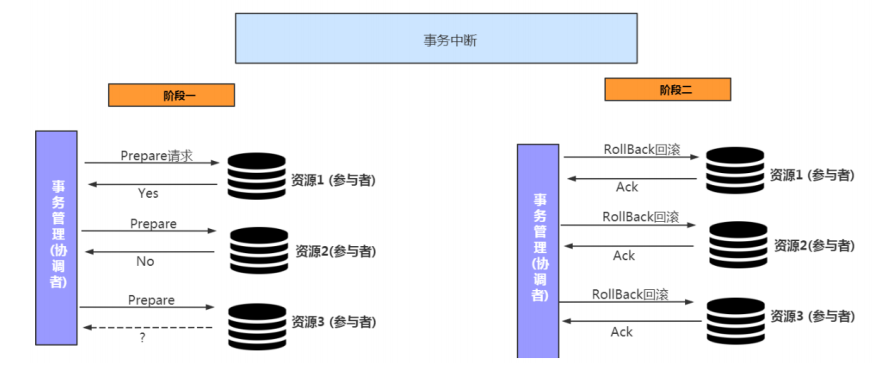 事务中断
阶段一
事务管理(协调者)
Prepare请求
Yes
资源1 (参与者)
Prepare
No
资源2(参与者)
Prepare
?
资源3 (参与者)
阶段二
事务管理(协调者)
RollBack回滚
Ack
资源1 (参与者)
RollBack回滚
Ack
资源2(参与者)
RollBack回滚
Ack
资源3 (参与者)